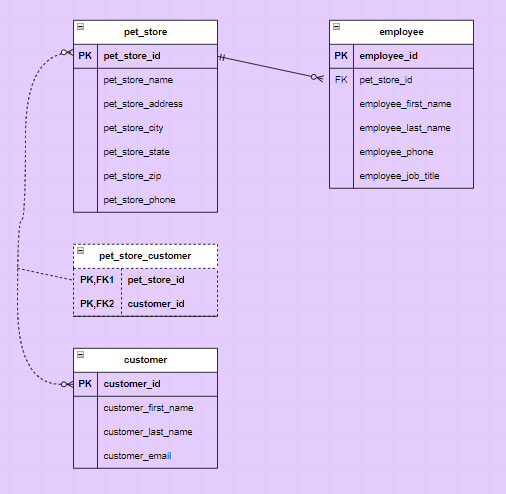 pet_store
PK pet_store_id
pet_store_name
pet_store_address
pet_store_city
pet_store_state
pet_store_zip
pet_store_phone
employee
PK employee_id
FK pet_store_id
employee_first_name
employee_last_name
employee_phone
employee_job_title
pet_store_customer
PK,FK1 pet_store_id
PK,FK2 customer_id
customer
PK customer_id
customer_first_name
customer_last_name
customer_email